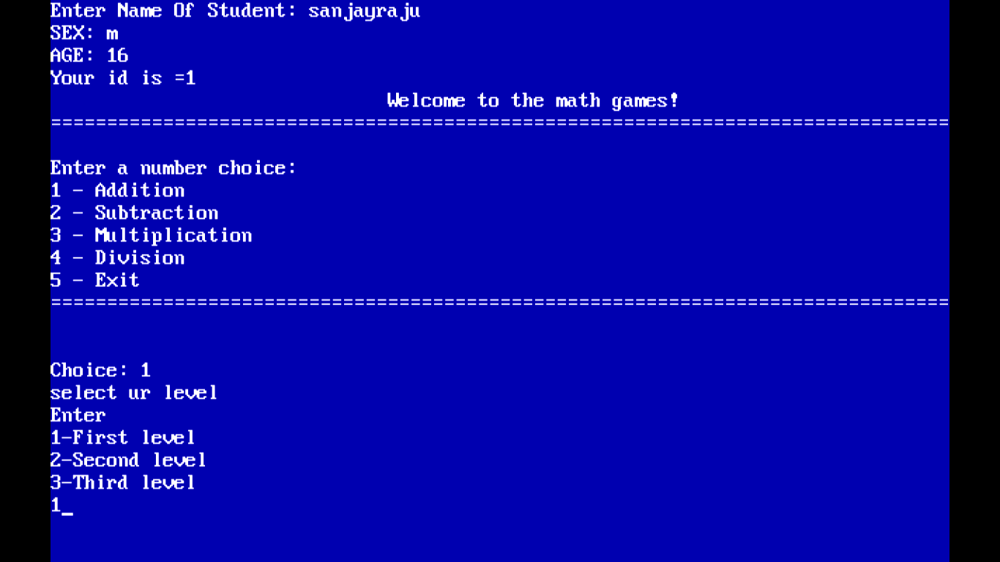 Enter Name Of Student: sanjayraju
SEX: m
AGE: 16
Your id is =1
Welcome to the math games!
================================================================================
Enter a number choice:
1 - Addition
2 - Subtraction
3 - Multiplication
4 - Division
5 - Exit
================================================================================
Choice: 1
select ur level
Enter
1-First level
2-Second level
3-Third level
1_